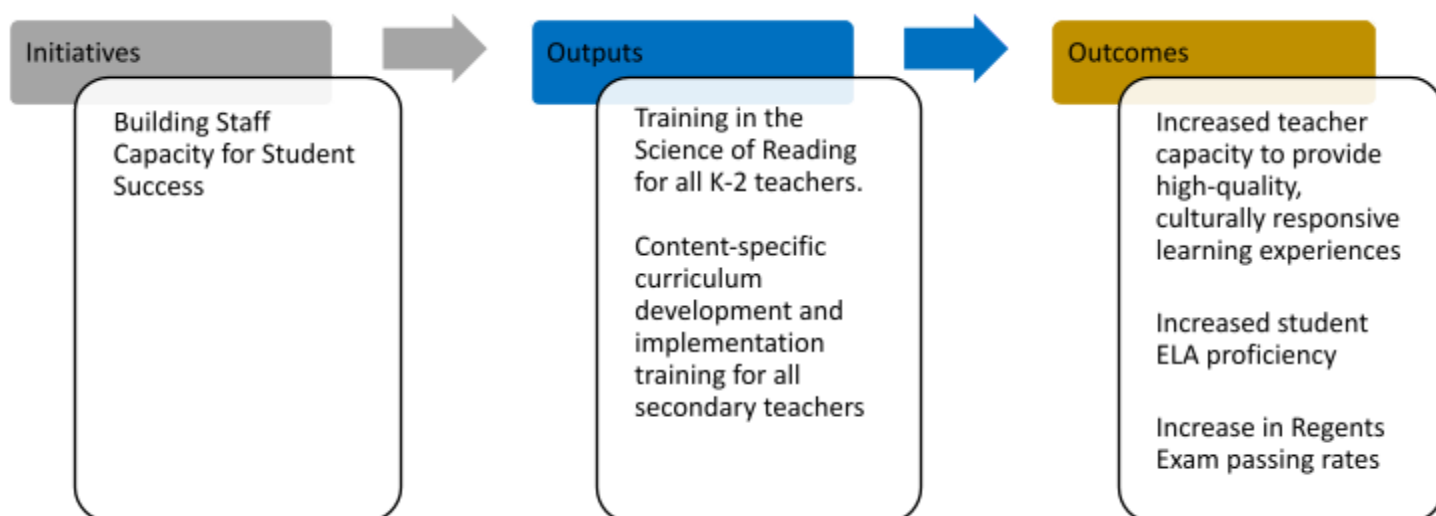 Initiatives
Building Staff
Capacity for Student
Success
Outputs
Training in the
Science of Reading
for all K-2 teachers.
Content-specific
curriculum
development and
implementation
training for all
secondary teachers
Outcomes
Increased teacher
capacity to provide
high-quality,
culturally responsive
learning experiences
Increased student
ELA proficiency
Increase in Regents
Exam passing rates